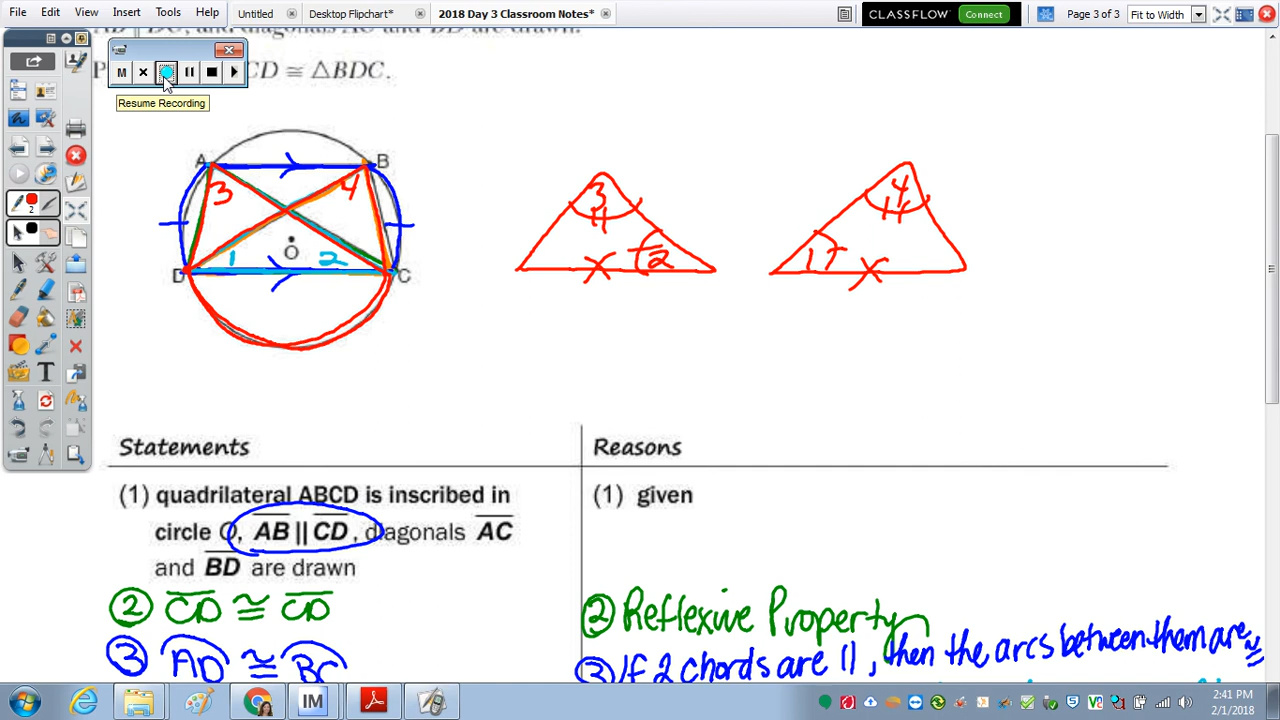 File Edit View Insert Tools Help
Untitled Desktop Flipchart* 2018 Day 3 Classroom Notes*
CLASSFLOW Connect Page 3 of 3 Fit to Width
CD ≅ △BDC.
M
Resume Recording
A B
3 4
1 2
O
D C
3 2
4 1
Statements Reasons
(1) quadrilateral ABCD is inscribed in
circle O, AB || CD, diagonals AC
and BD are drawn
(1) given
② CD ≅ CD
② Reflexive Property
③ AD ≅ BC
③ If 2 chords are ||, then the arcs between them are ≅
IM
2:41 PM
2/1/2018